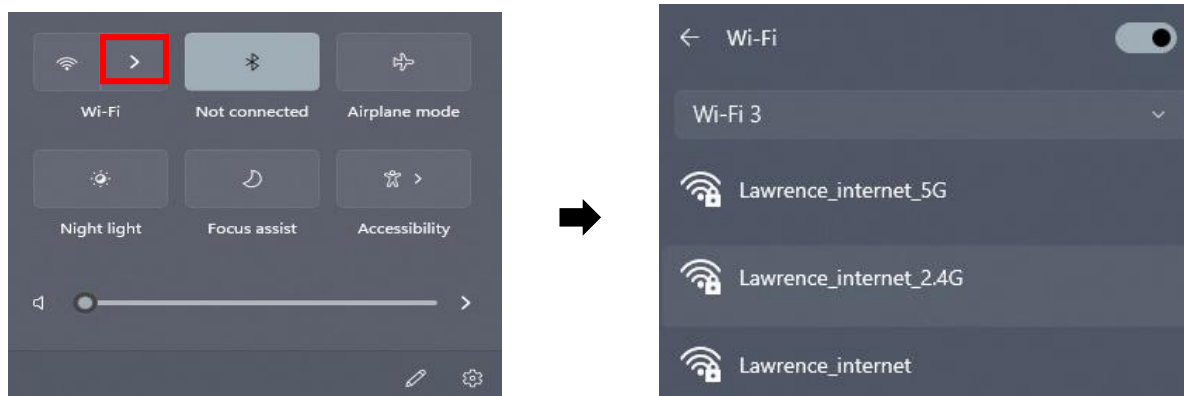 Wi-Fi
Not connected
Airplane mode
Night light
Focus assist
Accessibility
Wi-Fi
Wi-Fi 3
Lawrence_internet_5G
Lawrence_internet_2.4G
Lawrence_internet